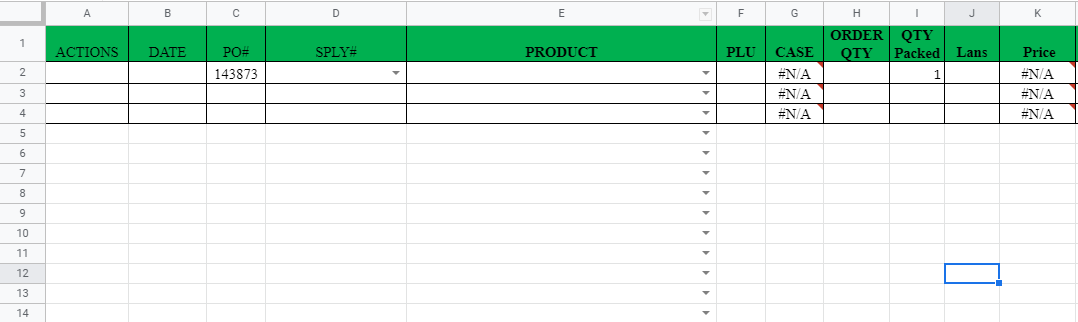 A B C D E F G H I J K
1 ACTIONS DATE PO# SPLY# PRODUCT PLU CASE ORDER QTY QTY Packed Lans Price
2 143873 #N/A 1 #N/A
3 #N/A #N/A
4 #N/A #N/A
5
6
7
8
9
10
11
12
13
14